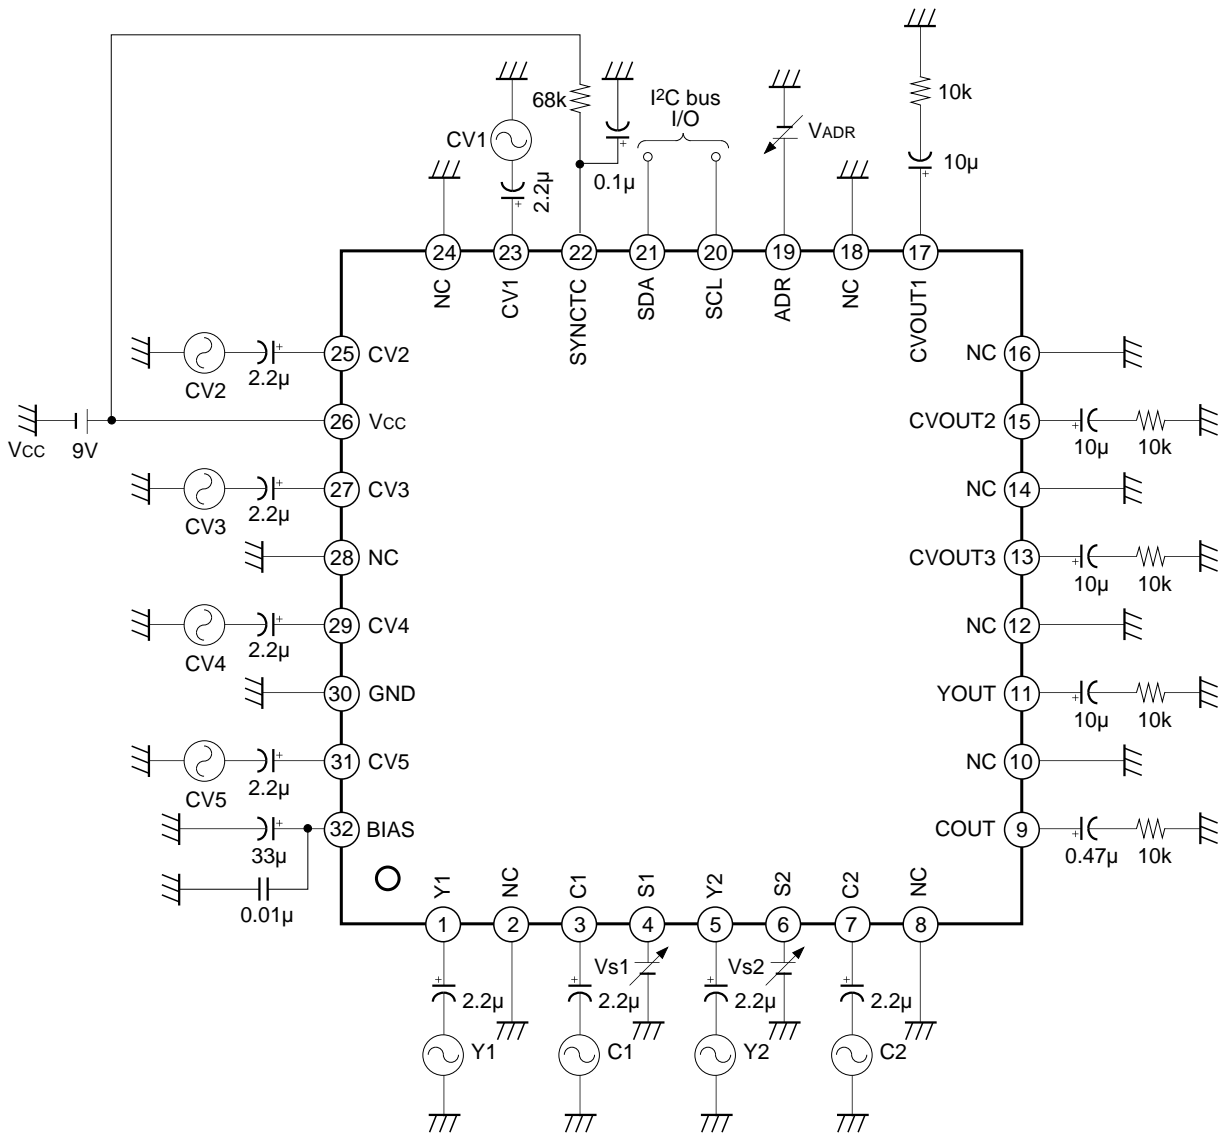 CV1
2.2μ
68k
0.1μ
I²C bus
I/O
VADR
10k
10μ
24 23 22 21 20 19 18 17
NC CV1 SYNCTC SDA SCL ADR NC CVOUT1
CV2
2.2μ
25 CV2
NC 16
VCC
9V
26 VCC
CVOUT2 15
10μ
10k
CV3
2.2μ
27 CV3
NC 14
28 NC
CVOUT3 13
10μ
10k
CV4
2.2μ
29 CV4
NC 12
30 GND
YOUT 11
10μ
10k
CV5
2.2μ
31 CV5
NC 10
33μ
32 BIAS
COUT 9
0.47μ
10k
0.01μ
Y1 NC C1 S1 Y2 S2 C2 NC
1 2 3 4 5 6 7 8
2.2μ
2.2μ
Vs1
2.2μ
Vs2
2.2μ
Y1
C1
Y2
C2